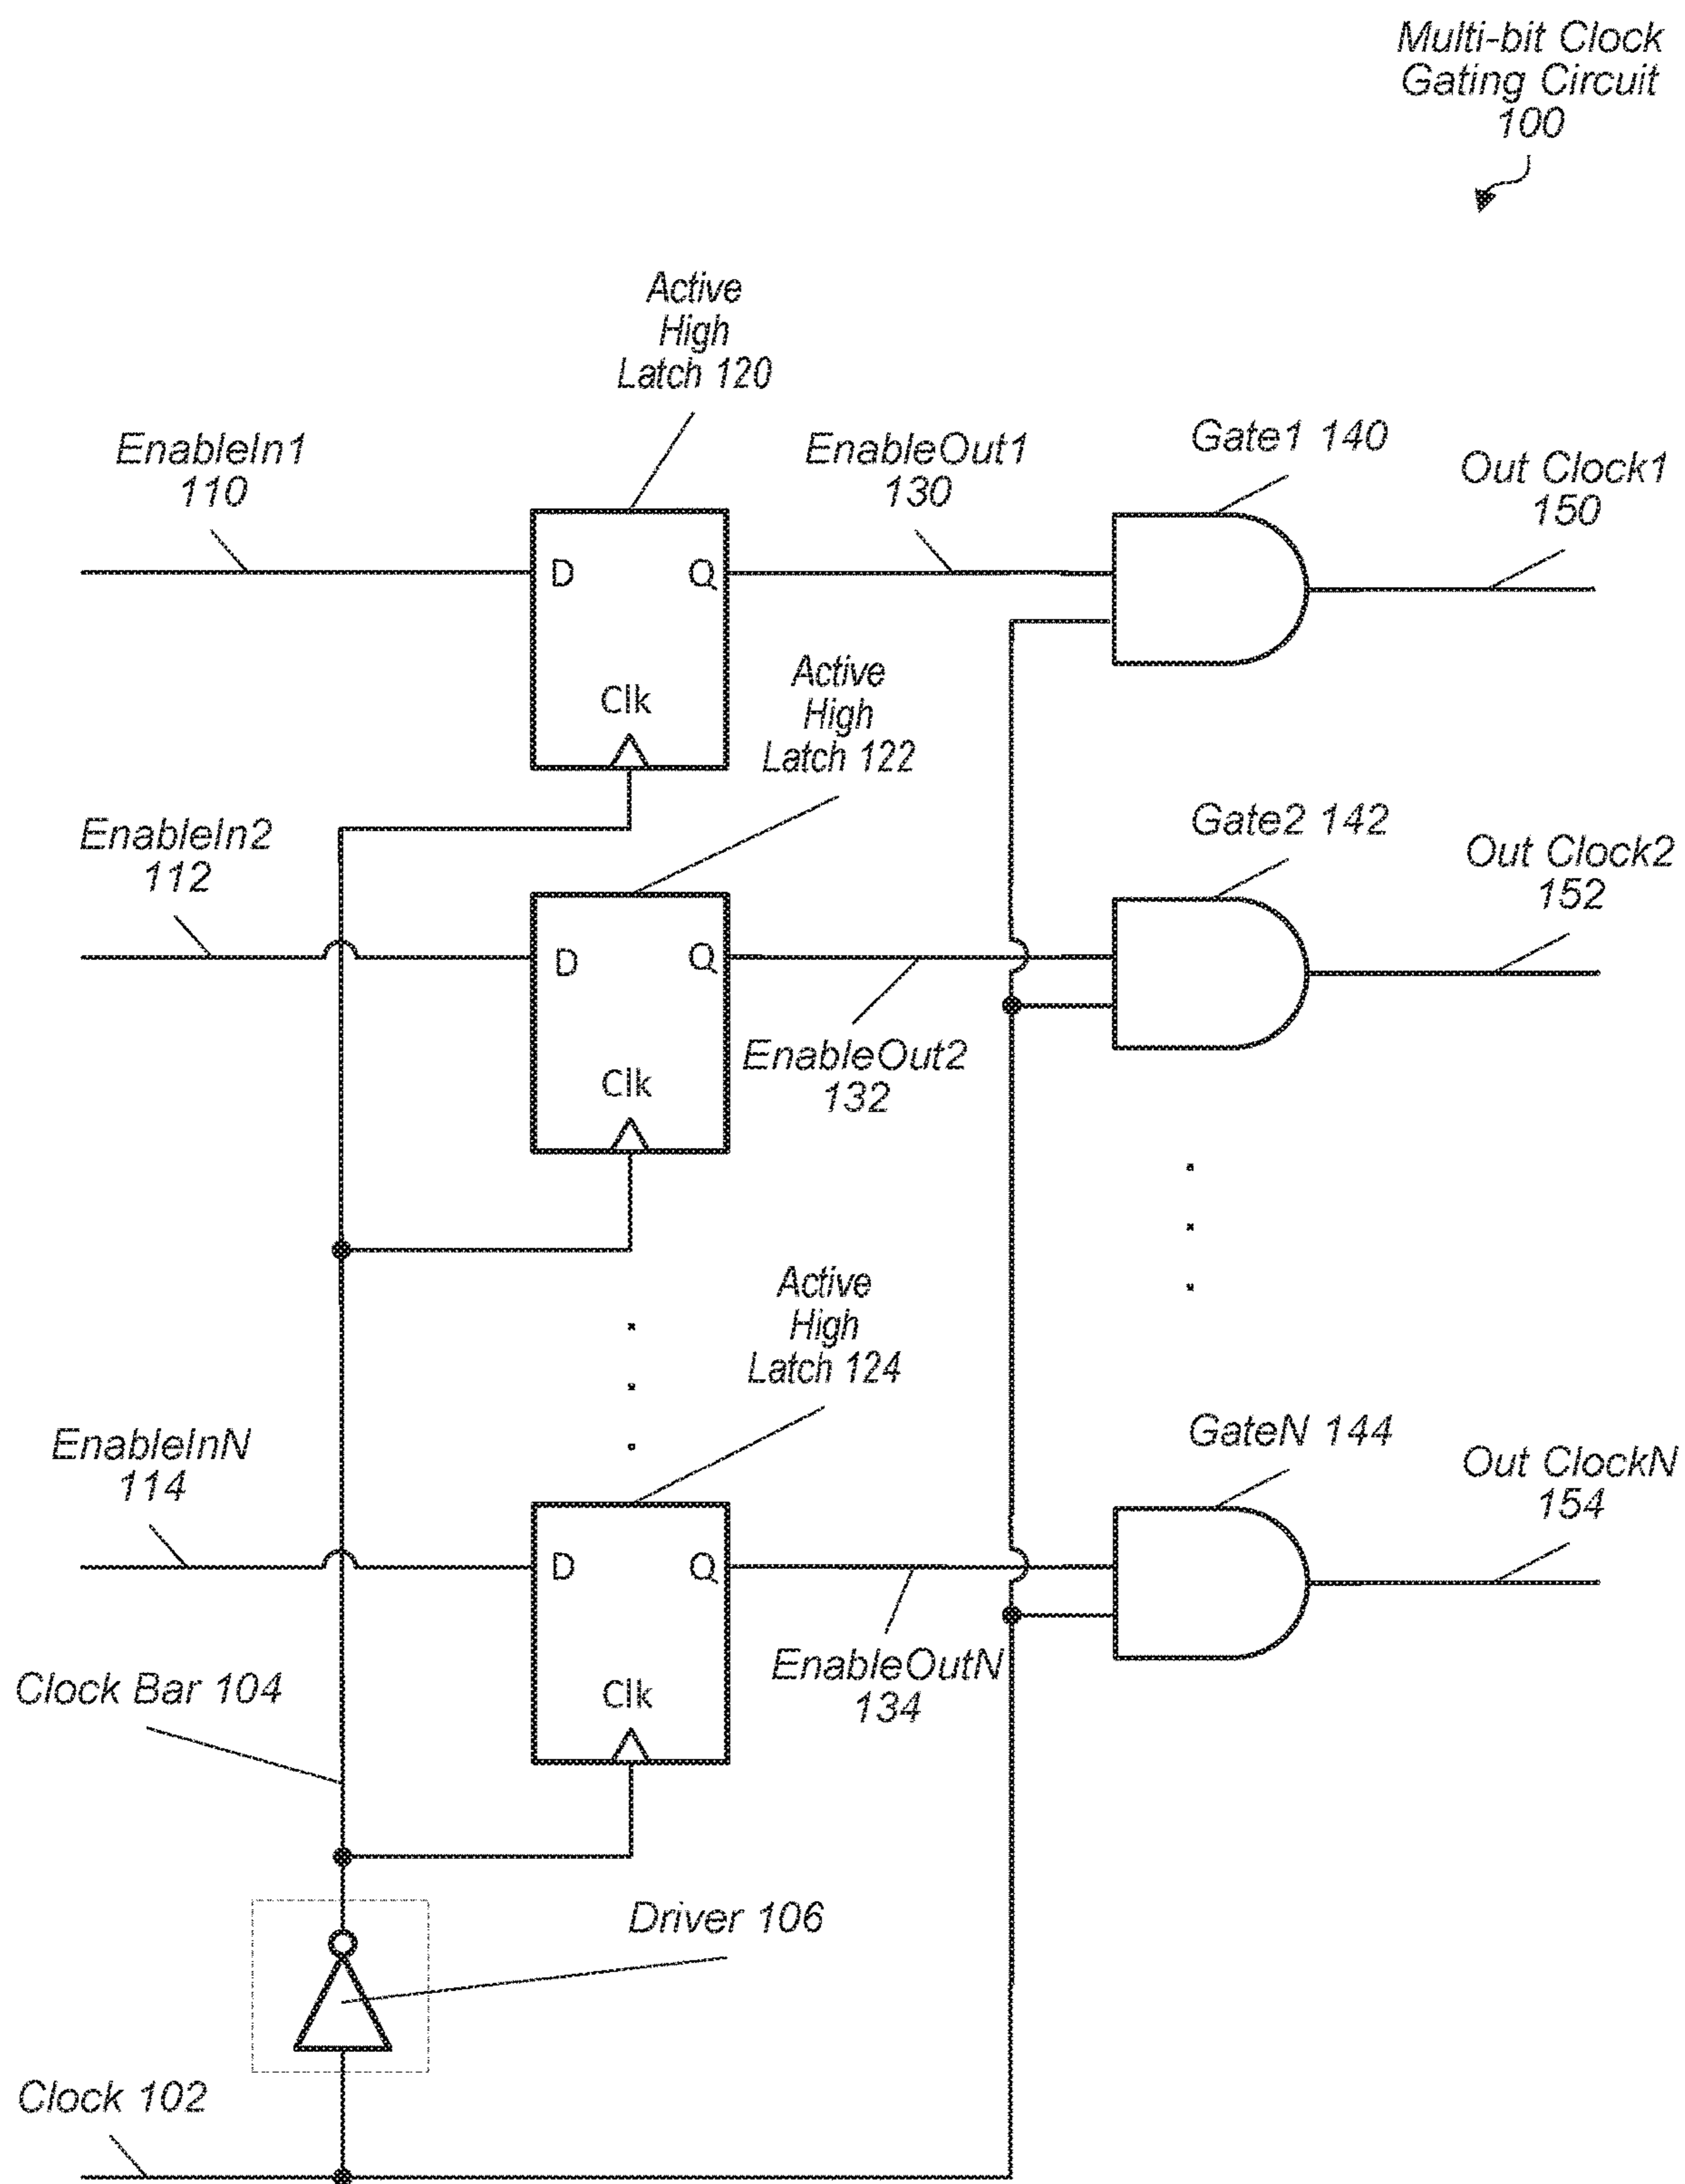 Multi-bit Clock
Gating Circuit
100
Active
High
Latch 120
EnableIn1
110
EnableOut1
130
Gate1 140
Out Clock1
150
D
Q
Clk
Active
High
Latch 122
EnableIn2
112
Gate2 142
Out Clock2
152
D
Q
EnableOut2
132
Clk
Active
High
Latch 124
EnableInN
114
GateN 144
Out ClockN
154
D
Q
EnableOutN
134
Clk
Clock Bar 104
Driver 106
Clock 102